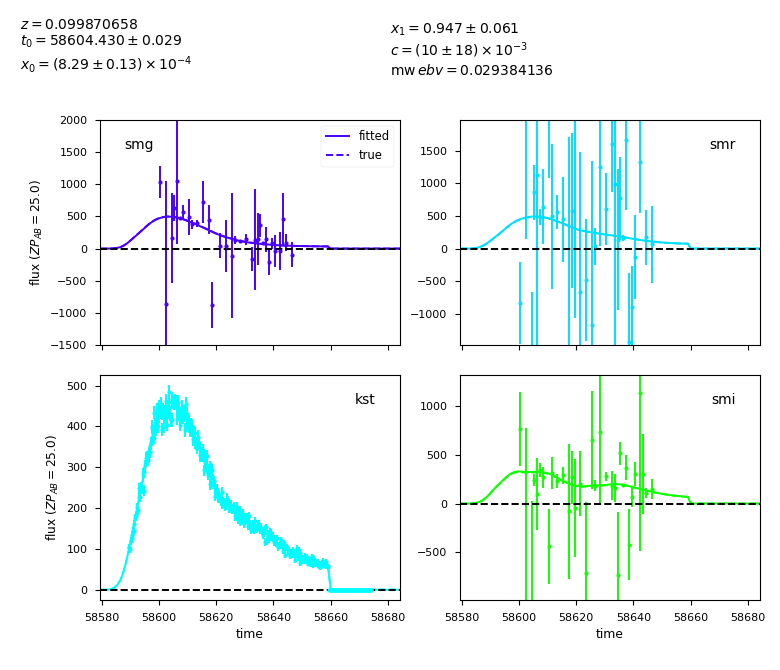 z = 0.099870658
t₀ = 58604.430 ± 0.029
x₀ = (8.29 ± 0.13) × 10⁻⁴
x₁ = 0.947 ± 0.061
c = (10 ± 18) × 10⁻³
mw ebv = 0.029384136
smg
fitted
true
2000
1500
1000
500
0
−500
−1000
−1500
flux (ZP_AB = 25.0)
smr
1500
1000
500
0
−500
−1000
kst
500
400
300
200
100
0
flux (ZP_AB = 25.0)
58580
58600
58620
58640
58660
58680
time
smi
1000
500
0
−500
58580
58600
58620
58640
58660
58680
time